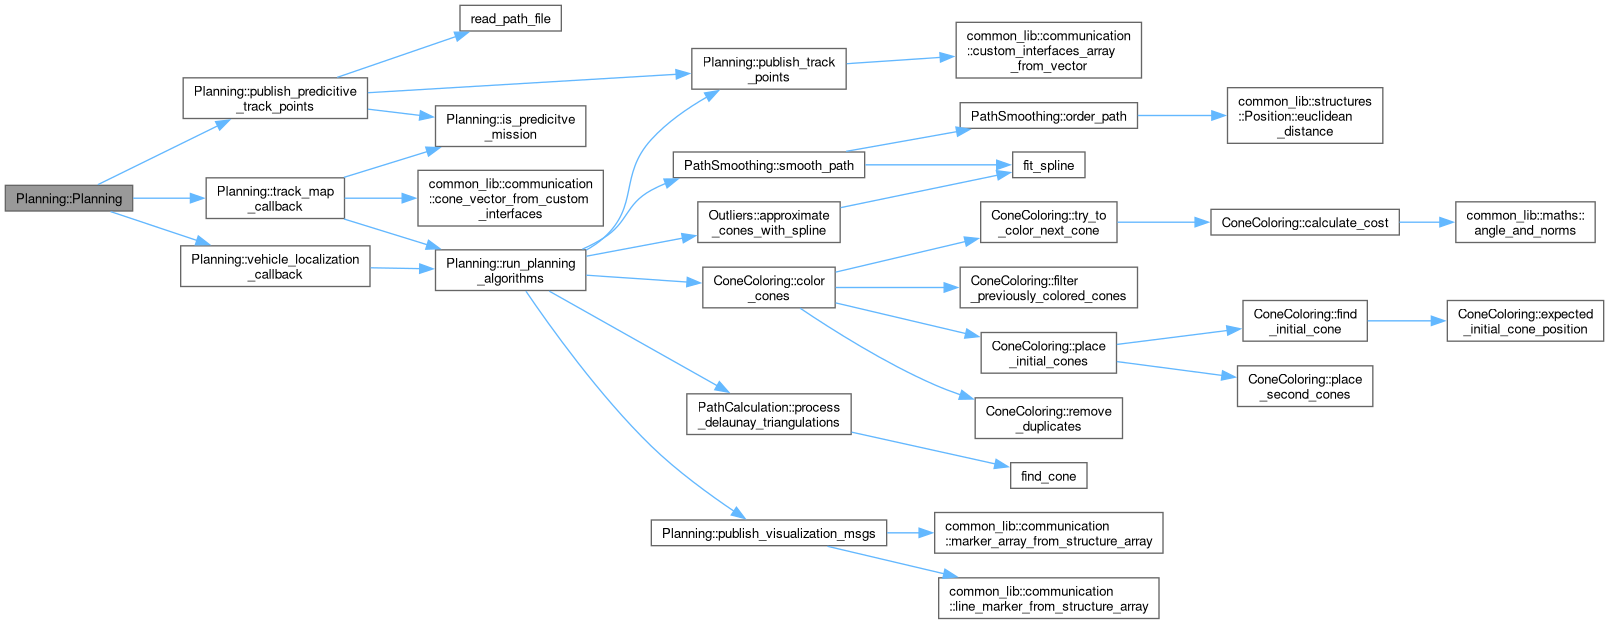 Planning::Planning
Planning::publish_predicitive
_track_points
Planning::track_map
_callback
Planning::vehicle_localization
_callback
read_path_file
Planning::is_predicitve
_mission
common_lib::communication
::cone_vector_from_custom
_interfaces
Planning::run_planning
_algorithms
Planning::publish_track
_points
PathSmoothing::smooth_path
Outliers::approximate
_cones_with_spline
ConeColoring::color
_cones
PathCalculation::process
_delaunay_triangulations
Planning::publish_visualization_msgs
common_lib::communication
::custom_interfaces_array
_from_vector
PathSmoothing::order_path
fit_spline
ConeColoring::try_to
_color_next_cone
ConeColoring::filter
_previously_colored_cones
ConeColoring::place
_initial_cones
ConeColoring::remove
_duplicates
find_cone
common_lib::communication
::marker_array_from_structure_array
common_lib::communication
::line_marker_from_structure_array
common_lib::structures
::Position::euclidean
_distance
ConeColoring::calculate_cost
ConeColoring::find
_initial_cone
ConeColoring::place
_second_cones
common_lib::maths::
angle_and_norms
ConeColoring::expected
_initial_cone_position